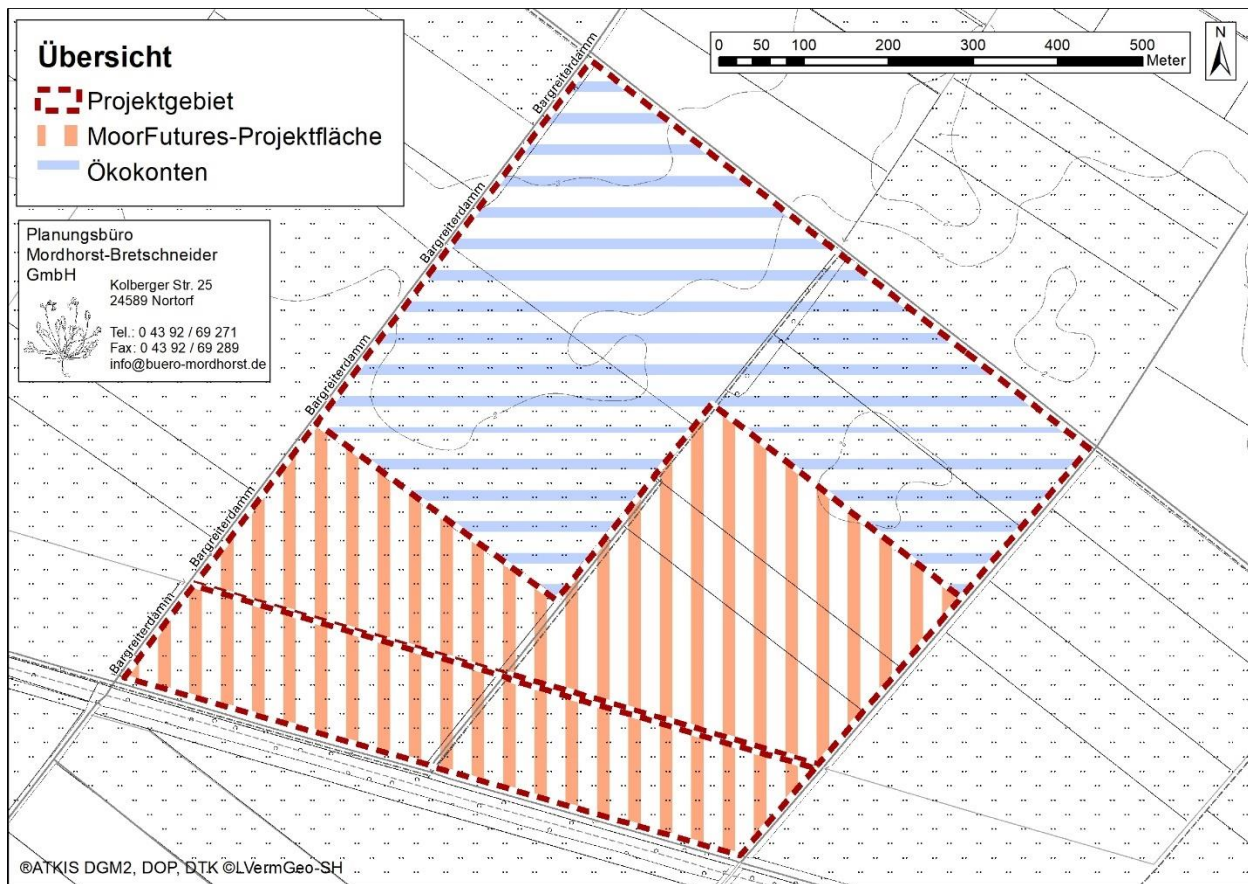 Übersicht
Projektgebiet
MoorFutures-Projektfläche
Ökokonten
Planungsbüro
Mordhorst-Bretschneider
GmbH
Kolberger Str. 25
24589 Nortorf
Tel.: 0 43 92 / 69 271
Fax: 0 43 92 / 69 289
info@buero-mordhorst.de
0 50 100 200 300 400 500
Meter
N
Bargreiterdamm
Bargreiterdamm
Bargreiterdamm
Bargreiterdamm
Bargreiterdamm
Bargreiterdamm
®ATKIS DGM2, DOP, DTK ©LVermGeo-SH